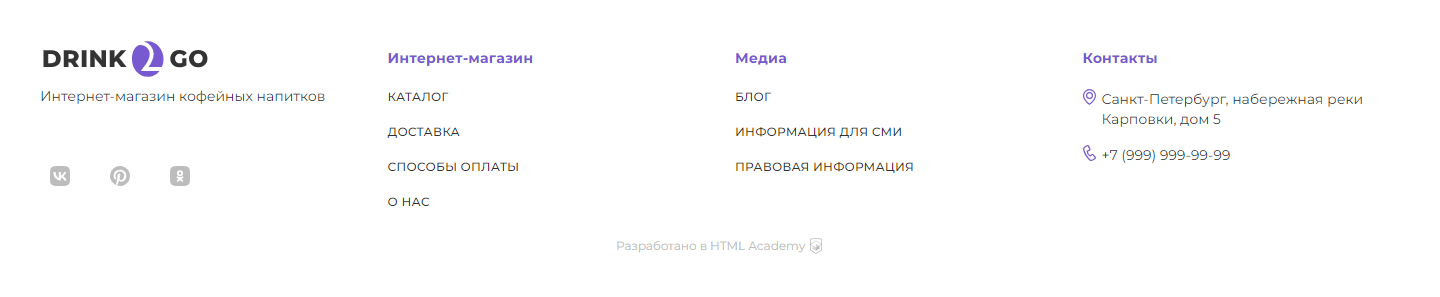 DRINK 2 GO
Интернет-магазин кофейных напитков
Интернет-магазин
КАТАЛОГ
ДОСТАВКА
СПОСОБЫ ОПЛАТЫ
О НАС
Медиа
БЛОГ
ИНФОРМАЦИЯ ДЛЯ СМИ
ПРАВОВАЯ ИНФОРМАЦИЯ
Контакты
Санкт-Петербург, набережная реки
Карповки, дом 5
+7 (999) 999-99-99
Разработано в HTML Academy